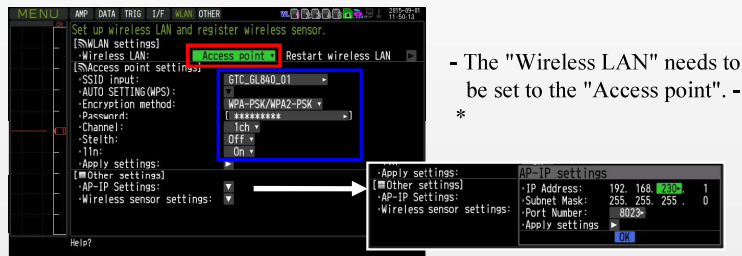 MENU AMP DATA TRIG I/F WLAN OTHER 2015-09-01
11-50-13
Set up wireless LAN and register wireless sensor.
[WLAN settings]
・Wireless LAN: Access point Restart wireless LAN
[Access point settings]
・SSID input: GTC_GL840_01
・AUTO SETTING(WPS):
・Encryption method: WPA-PSK/WPA2-PSK
・Password: [ ********* ]
・Channel: 1ch
・Stelth: Off
・11n: On
・Apply settings:
[Other settings]
・AP-IP Settings:
・Wireless sensor settings:
Help?
- The "Wireless LAN" needs to
be set to the "Access point". -
*
・Apply settings:
[Other settings]
・AP-IP Settings:
・Wireless sensor settings:
AP-IP settings
・IP Address: 192. 168. 230. 1
・Subnet Mask: 255. 255. 255. 0
・Port Number: 8023
・Apply settings
OK